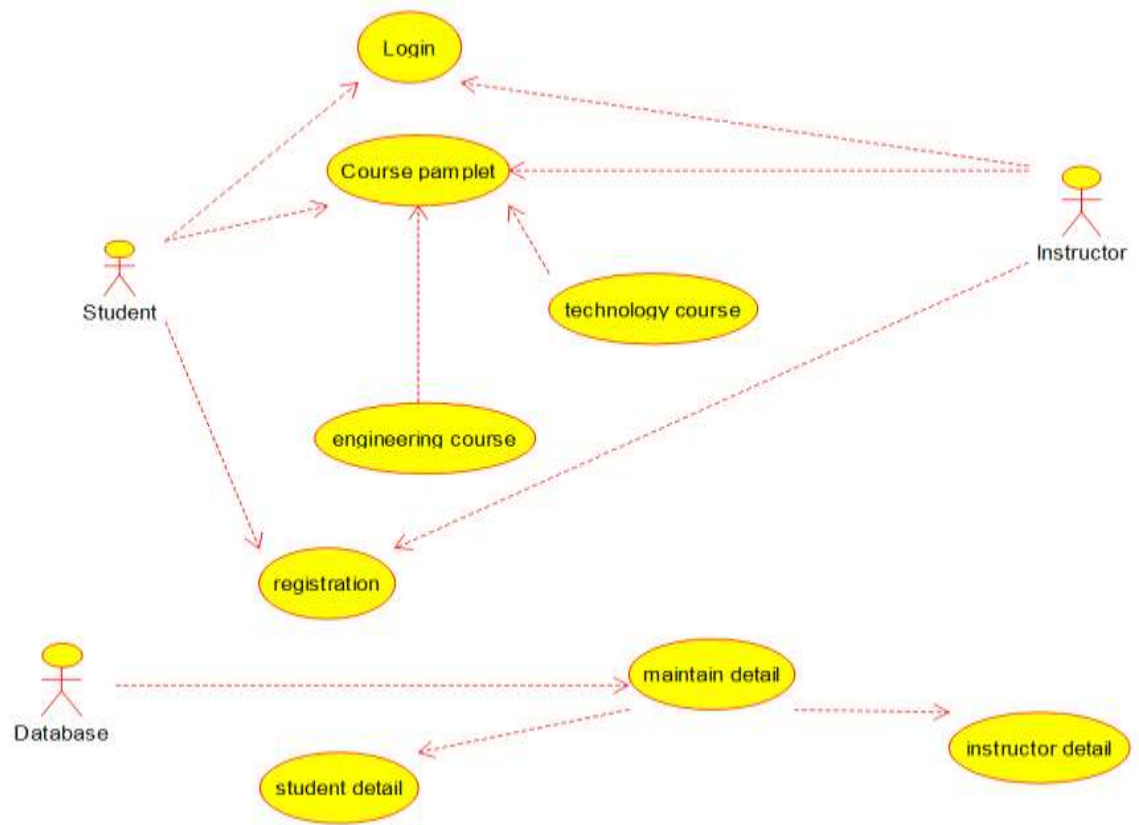 Login
Course pamplet
Instructor
technology course
Student
engineering course
registration
maintain detail
Database
instructor detail
student detail